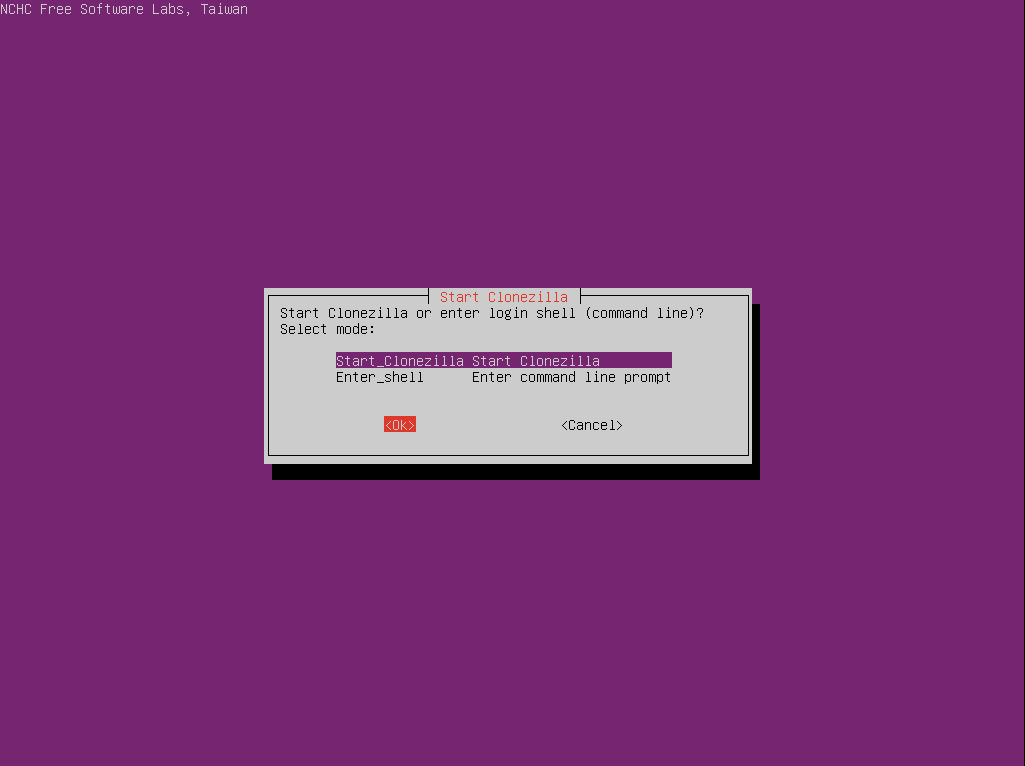 NCHC Free Software Labs, Taiwan
Start Clonezilla
Start Clonezilla or enter login shell (command line)?
Select mode:
Start_Clonezilla Start Clonezilla
Enter_shell Enter command line prompt
<Ok> <Cancel>